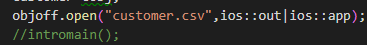 objoff.open("customer.csv",ios::out|ios::app);
//intromain();